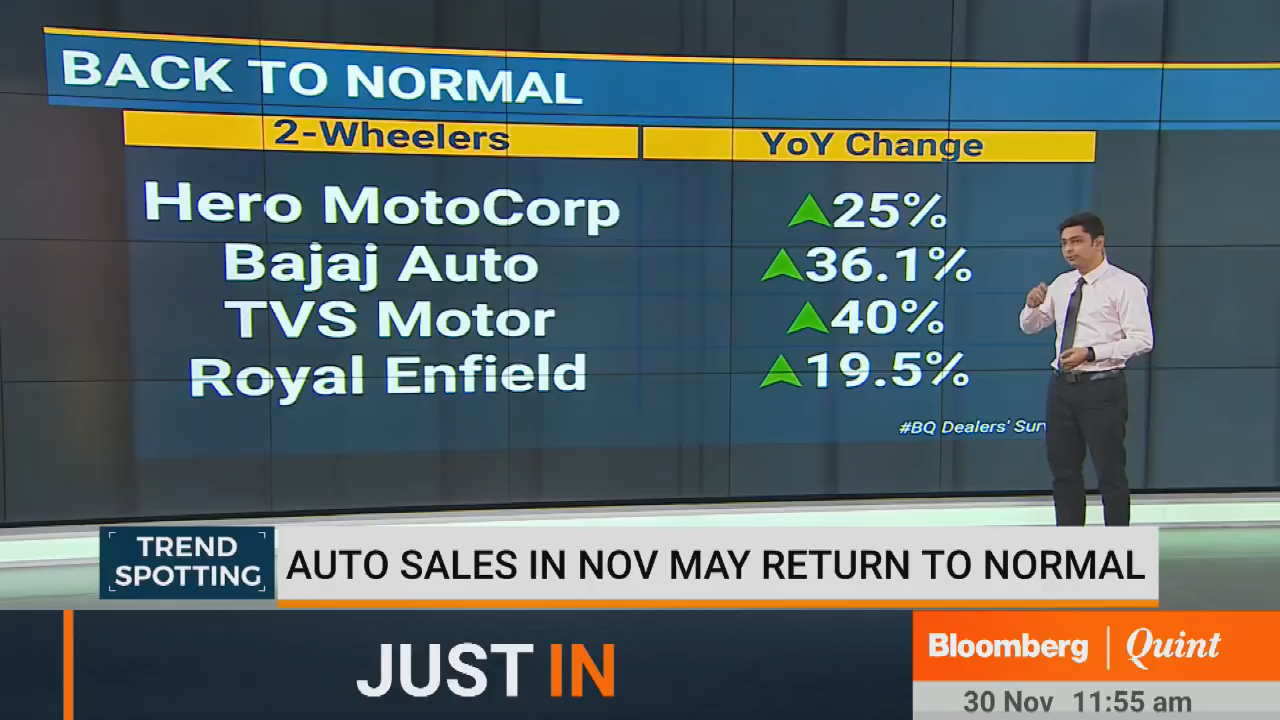 BACK TO NORMAL
2-Wheelers YoY Change
Hero MotoCorp ▲25%
Bajaj Auto ▲36.1%
TVS Motor ▲40%
Royal Enfield ▲19.5%
#BQ Dealers'
TREND
SPOTTING
AUTO SALES IN NOV MAY RETURN TO NORMAL
JUST IN
Bloomberg | Quint
30 Nov 11:55 am